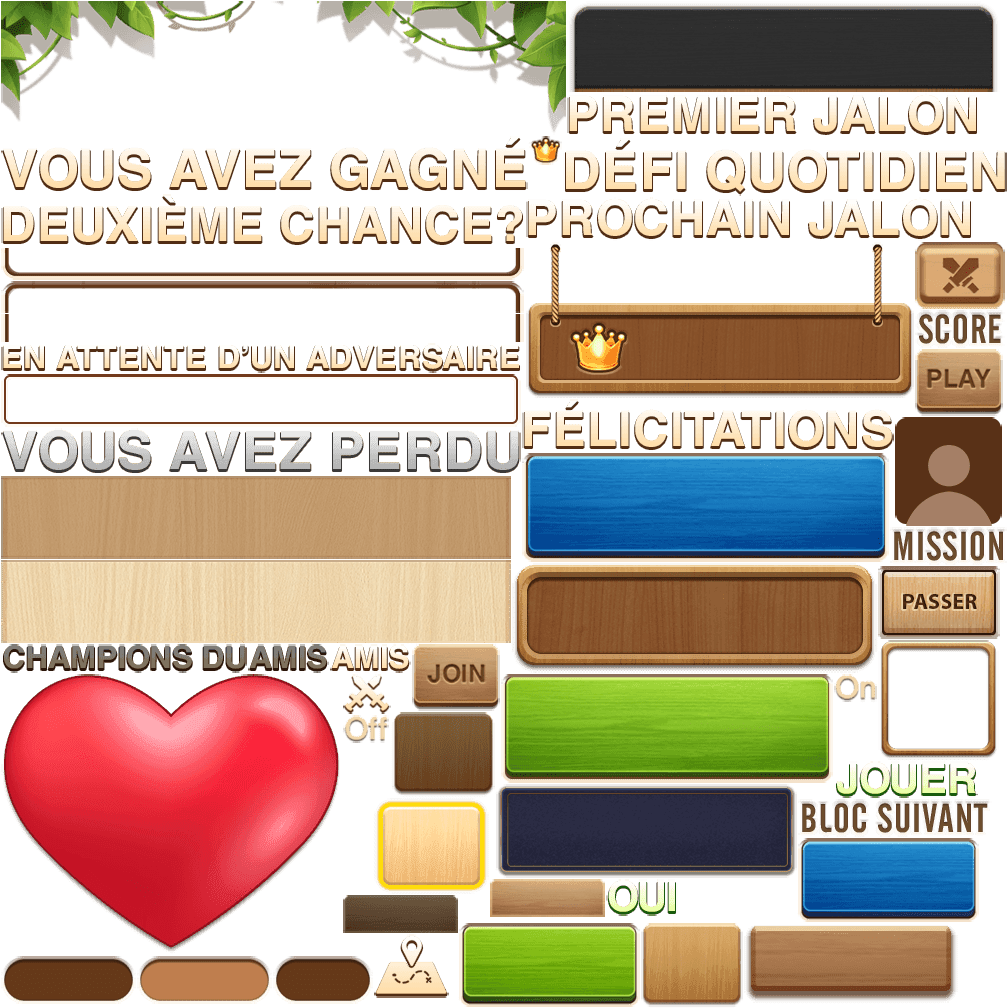 PREMIER JALON
VOUS AVEZ GAGNÉ
DÉFI QUOTIDIEN
DEUXIÈME CHANCE?
PROCHAIN JALON
SCORE
EN ATTENTE D'UN ADVERSAIRE
PLAY
FÉLICITATIONS
VOUS AVEZ PERDU
MISSION
PASSER
CHAMPIONS DU
AMIS
AMIS
JOIN
On
Off
JOUER
BLOC SUIVANT
OUI